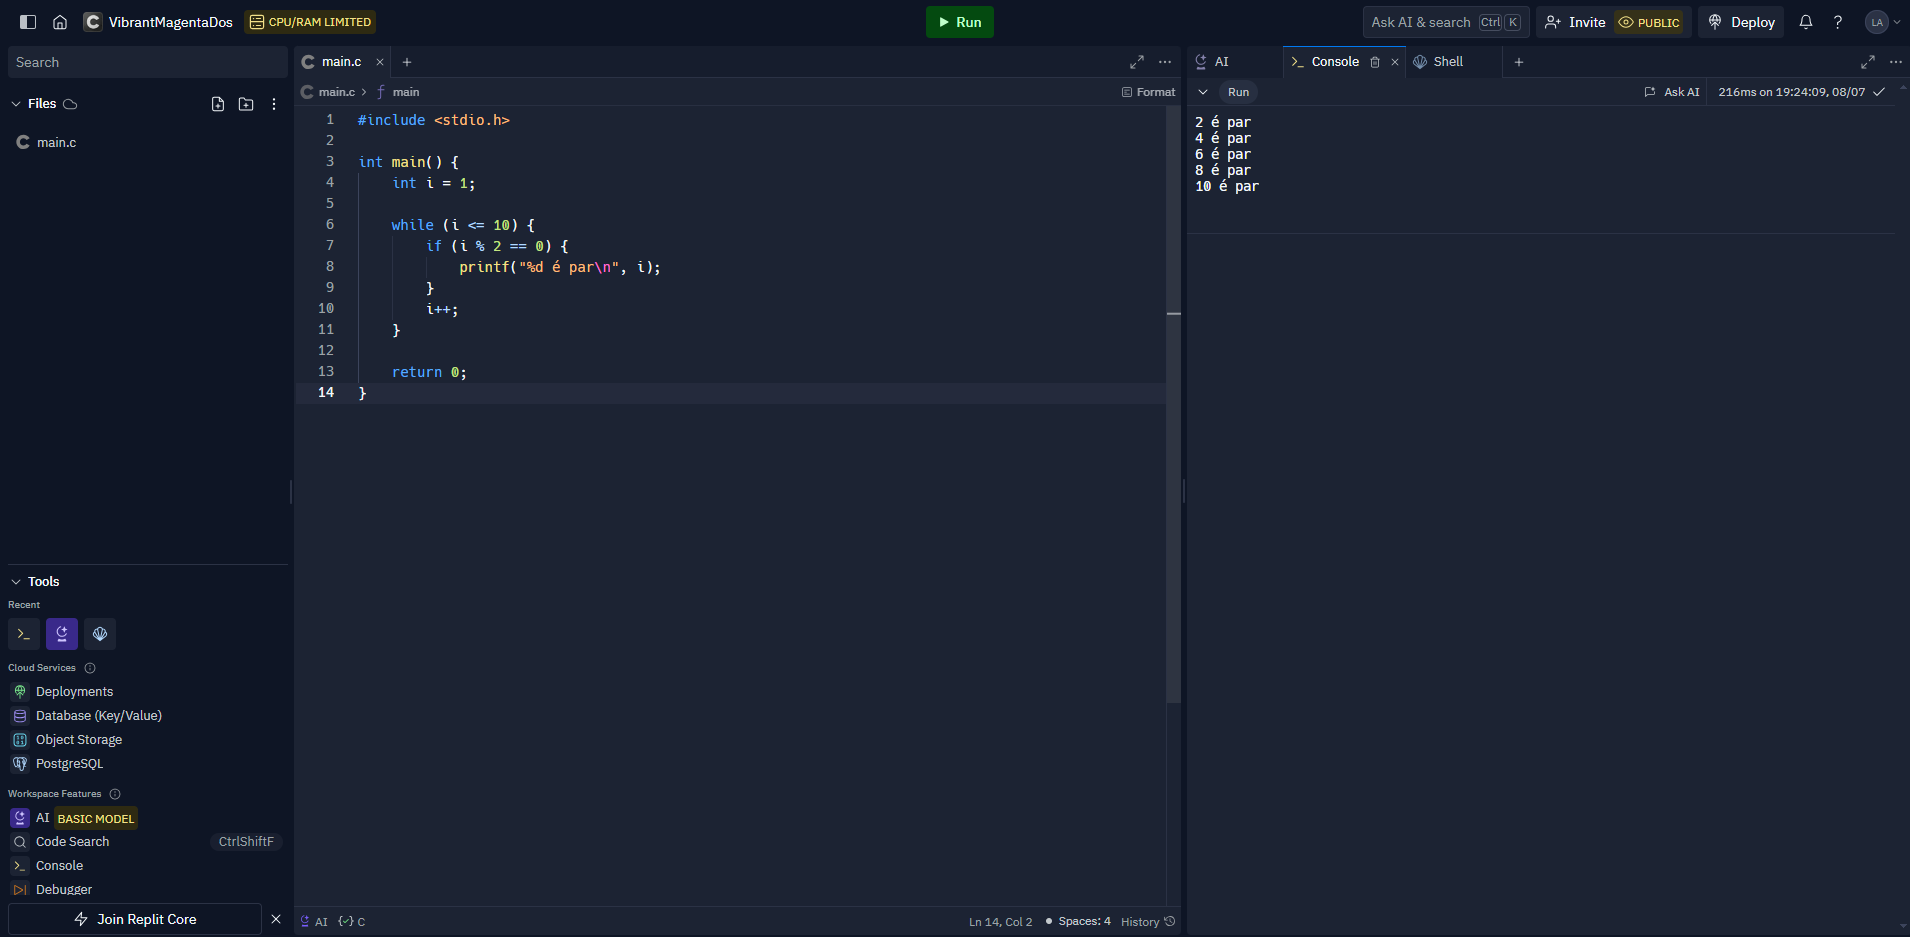 VibrantMagentaDos CPU/RAM LIMITED Run Ask AI & search Ctrl K Invite PUBLIC Deploy ? LA
Search
Files
main.c
Tools
Recent
Cloud Services
Deployments
Database (Key/Value)
Object Storage
PostgreSQL
Workspace Features
AI BASIC MODEL
Code Search CtrlShiftF
Console
Debugger
Join Replit Core
main.c
main.c > main Format
1 #include <stdio.h>
2
3 int main() {
4 int i = 1;
5
6 while (i <= 10) {
7 if (i % 2 == 0) {
8 printf("%d é par\n", i);
9 }
10 i++;
11 }
12
13 return 0;
14 }
AI C Ln 14, Col 2 Spaces: 4 History
AI Console Shell
Run Ask AI 216ms on 19:24:09, 08/07
2 é par
4 é par
6 é par
8 é par
10 é par